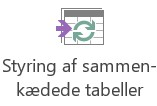 Styring af sammen-
kædede tabeller